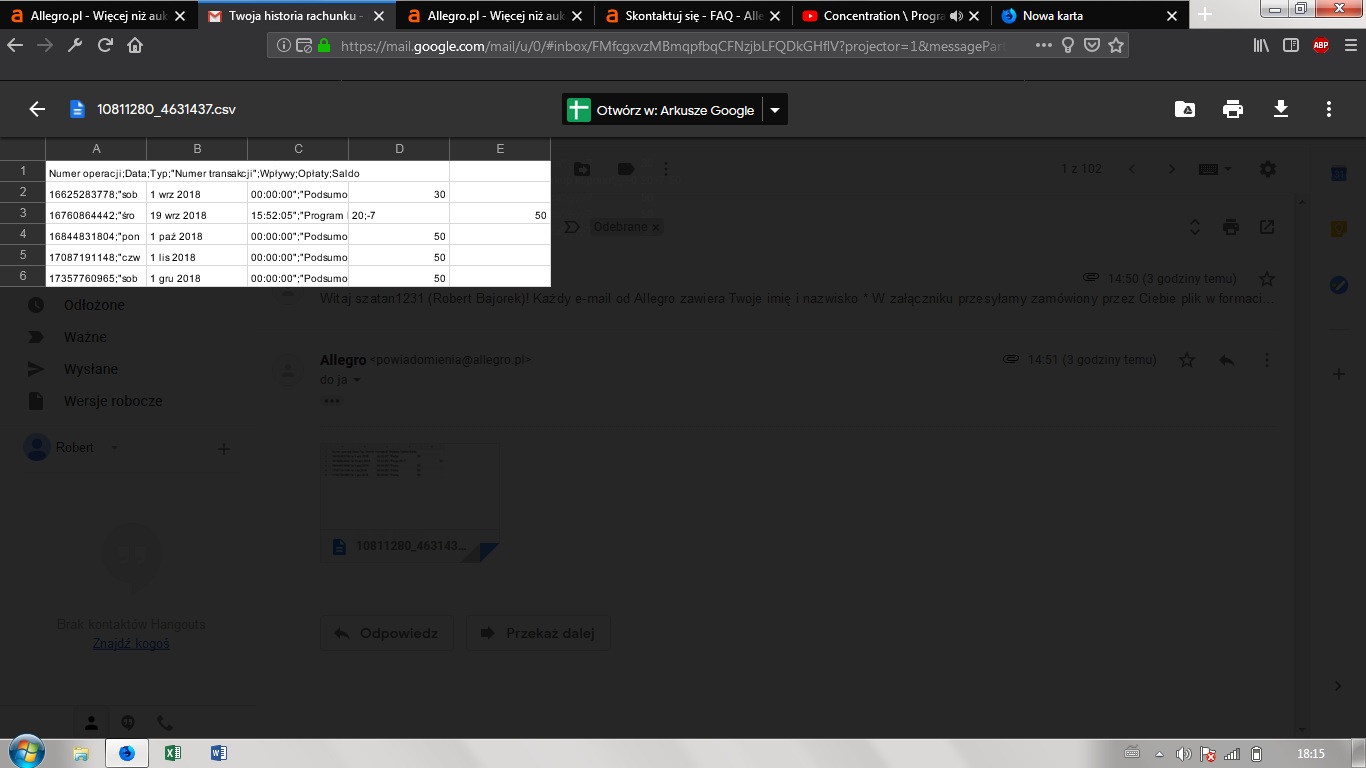 Allegro.pl - Więcej niż auk
Twoja historia rachunku -
Allegro.pl - Więcej niż auk
Skontaktuj się - FAQ - Alle
Concentration \ Progra
Nowa karta
https://mail.google.com/mail/u/0/#inbox/FMfcgxvzMBmqpfbqCFNzjbLFQDkGHflV?projector=1&messagePart
ABP
10811280_4631437.csv
Otwórz w: Arkusze Google
A B C D E
1 Numer operacji;Data;Typ;"Numer transakcji";Wpływy;Opłaty;Saldo
2 16625283778;"sob 1 wrz 2018 00:00:00";"Podsumo 30
3 16760864442;"śro 19 wrz 2018 15:52:05";"Program 20;-7 50
4 16844831804;"pon 1 paź 2018 00:00:00";"Podsumo 50
5 17087191148;"czw 1 lis 2018 00:00:00";"Podsumo 50
6 17357760965;"sob 1 gru 2018 00:00:00";"Podsumo 50
1 z 102
31
Odebrane ×
14:50 (3 godziny temu)
Witaj szatan1231 (Robert Bajorek)! Każdy e-mail od Allegro zawiera Twoje imię i nazwisko * W załączniku przesyłamy zamówiony przez Ciebie plik w formaci...
Odłożone
Ważne
Wysłane
Wersje robocze
Allegro <powiadomienia@allegro.pl>
14:51 (3 godziny temu)
do ja
Robert
10811280_463143...
Brak kontaktów Hangouts
Znajdź kogoś
Odpowiedz
Przekaż dalej
18:15